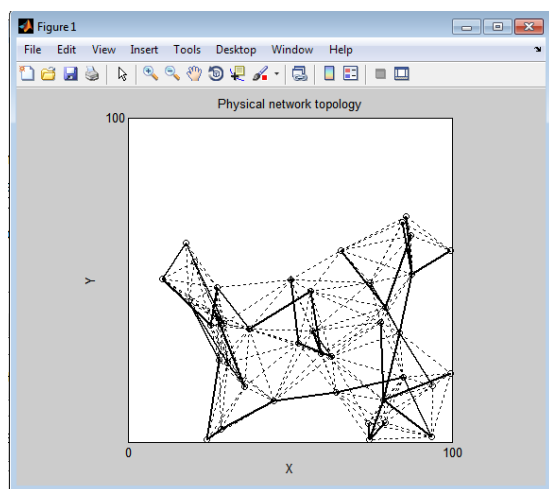 Figure 1
File Edit View Insert Tools Desktop Window Help
Physical network topology
100
Y
0
100
X